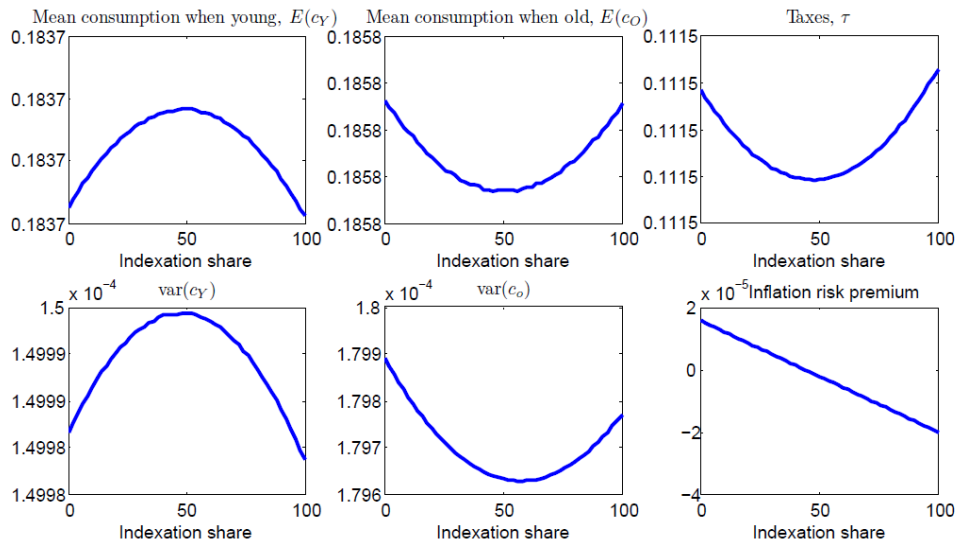 Mean consumption when young, E(c_Y)
0.1837
0.1837
0.1837
0.1837
0 50 100
Indexation share
Mean consumption when old, E(c_O)
0.1858
0.1858
0.1858
0.1858
0.1858
0 50 100
Indexation share
Taxes, τ
0.1115
0.1115
0.1115
0.1115
0.1115
0 50 100
Indexation share
x 10^-4 var(c_Y)
1.5
1.4999
1.4999
1.4998
1.4998
0 50 100
Indexation share
x 10^-4 var(c_o)
1.8
1.799
1.798
1.797
1.796
0 50 100
Indexation share
x 10^-5 Inflation risk premium
2
0
−2
−4
0 50 100
Indexation share